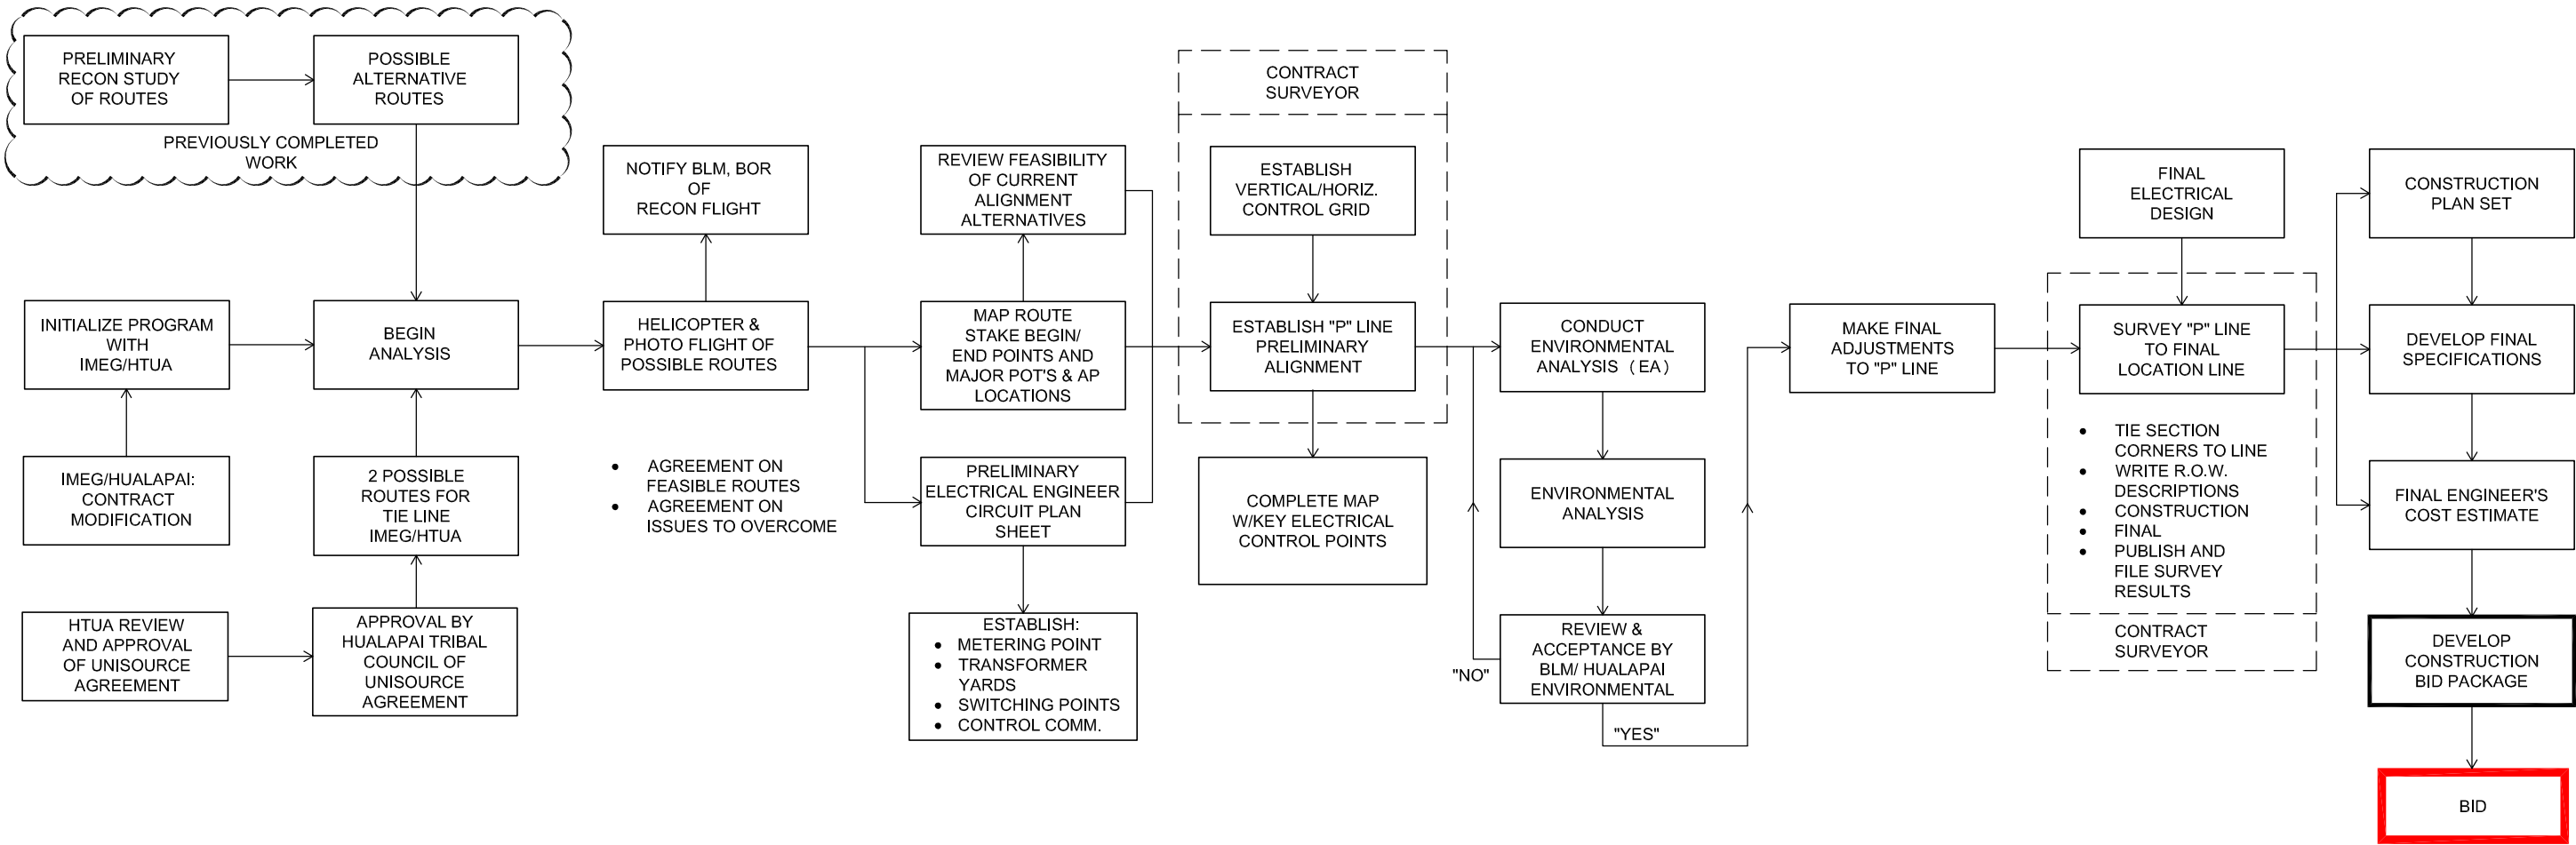 PRELIMINARY
RECON STUDY
OF ROUTES
POSSIBLE
ALTERNATIVE
ROUTES
PREVIOUSLY COMPLETED
WORK
INITIALIZE PROGRAM
WITH
IMEG/HTUA
BEGIN
ANALYSIS
IMEG/HUALAPAI:
CONTRACT
MODIFICATION
2 POSSIBLE
ROUTES FOR
TIE LINE
IMEG/HTUA
HTUA REVIEW
AND APPROVAL
OF UNISOURCE
AGREEMENT
APPROVAL BY
HUALAPAI TRIBAL
COUNCIL OF
UNISOURCE
AGREEMENT
NOTIFY BLM, BOR
OF
RECON FLIGHT
HELICOPTER &
PHOTO FLIGHT OF
POSSIBLE ROUTES
• AGREEMENT ON
FEASIBLE ROUTES
• AGREEMENT ON
ISSUES TO OVERCOME
REVIEW FEASIBILITY
OF CURRENT
ALIGNMENT
ALTERNATIVES
MAP ROUTE
STAKE BEGIN/
END POINTS AND
MAJOR POT'S & AP
LOCATIONS
PRELIMINARY
ELECTRICAL ENGINEER
CIRCUIT PLAN
SHEET
ESTABLISH:
• METERING POINT
• TRANSFORMER
YARDS
• SWITCHING POINTS
• CONTROL COMM.
CONTRACT
SURVEYOR
ESTABLISH
VERTICAL/HORIZ.
CONTROL GRID
ESTABLISH "P" LINE
PRELIMINARY
ALIGNMENT
COMPLETE MAP
W/KEY ELECTRICAL
CONTROL POINTS
CONDUCT
ENVIRONMENTAL
ANALYSIS (EA)
ENVIRONMENTAL
ANALYSIS
REVIEW &
ACCEPTANCE BY
BLM/ HUALAPAI
ENVIRONMENTAL
"NO"
"YES"
MAKE FINAL
ADJUSTMENTS
TO "P" LINE
FINAL
ELECTRICAL
DESIGN
SURVEY "P" LINE
TO FINAL
LOCATION LINE
• TIE SECTION
CORNERS TO LINE
• WRITE R.O.W.
DESCRIPTIONS
• CONSTRUCTION
• FINAL
• PUBLISH AND
FILE SURVEY
RESULTS
CONTRACT
SURVEYOR
CONSTRUCTION
PLAN SET
DEVELOP FINAL
SPECIFICATIONS
FINAL ENGINEER'S
COST ESTIMATE
DEVELOP
CONSTRUCTION
BID PACKAGE
BID